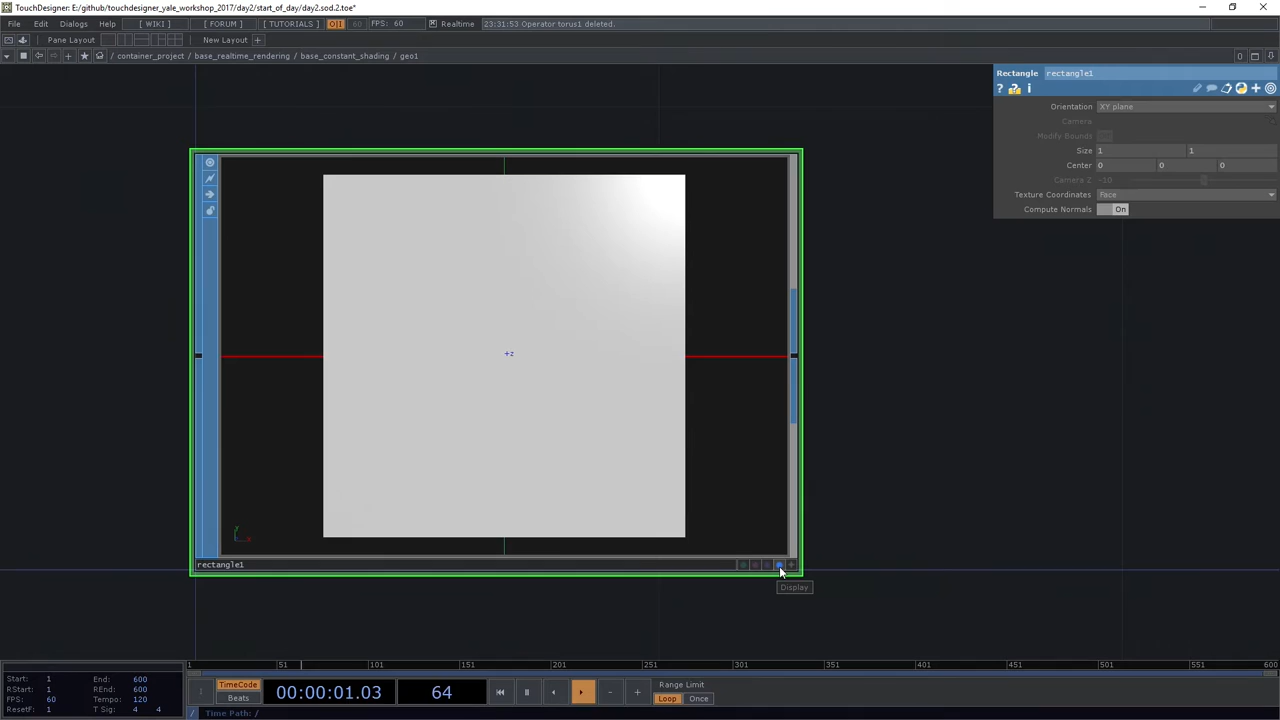 TouchDesigner: E:/github/touchdesigner_yale_workshop_2017/day2/start_of_day/day2.sod.2.toe*
File Edit Dialogs Help [ WIKI ] [ FORUM ] [ TUTORIALS ] O|I 60 FPS: 60 Realtime 23:31:53 Operator torus1 deleted.
Pane Layout New Layout +
/ container_project / base_realtime_rendering / base_constant_shading / geo1 0
Rectangle rectangle1
? ? i
Orientation XY plane
Camera
Modify Bounds
Size 1 1
Center 0 0 0
Camera Z -10
Texture Coordinates Face
Compute Normals On
+z
y
x
rectangle1
Display
1 51 101 151 201 251 301 351 401 451 501 551 600
Start: 1 End: 600
RStart: 1 REnd: 600
FPS: 60 Tempo: 120
ResetF: 1 T Sig: 4 4
TimeCode
Beats
00:00:01.03 64
Range Limit
Loop Once
/ Time Path: /